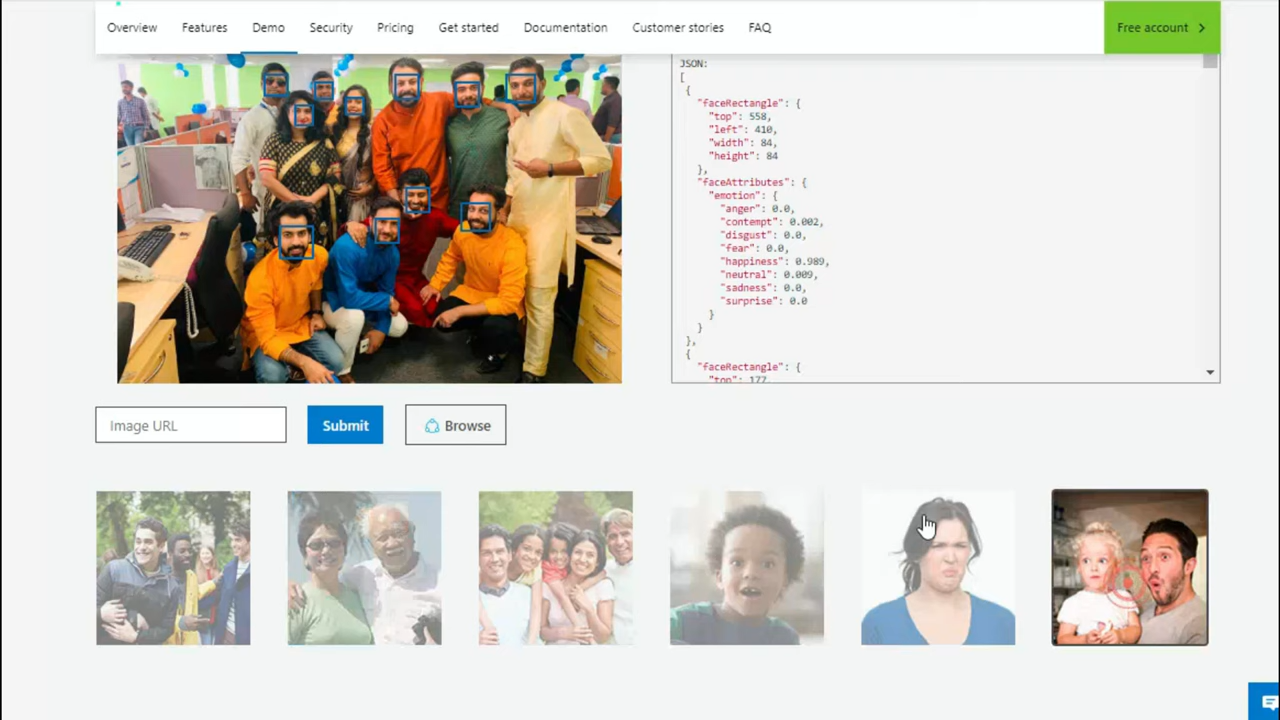 Overview Features Demo Security Pricing Get started Documentation Customer stories FAQ Free account
JSON:
[
{
"faceRectangle": {
"top": 558,
"left": 410,
"width": 84,
"height": 84
},
"faceAttributes": {
"emotion": {
"anger": 0.0,
"contempt": 0.002,
"disgust": 0.0,
"fear": 0.0,
"happiness": 0.989,
"neutral": 0.009,
"sadness": 0.0,
"surprise": 0.0
}
}
},
{
"faceRectangle": {
"top": 177,
Image URL Submit Browse